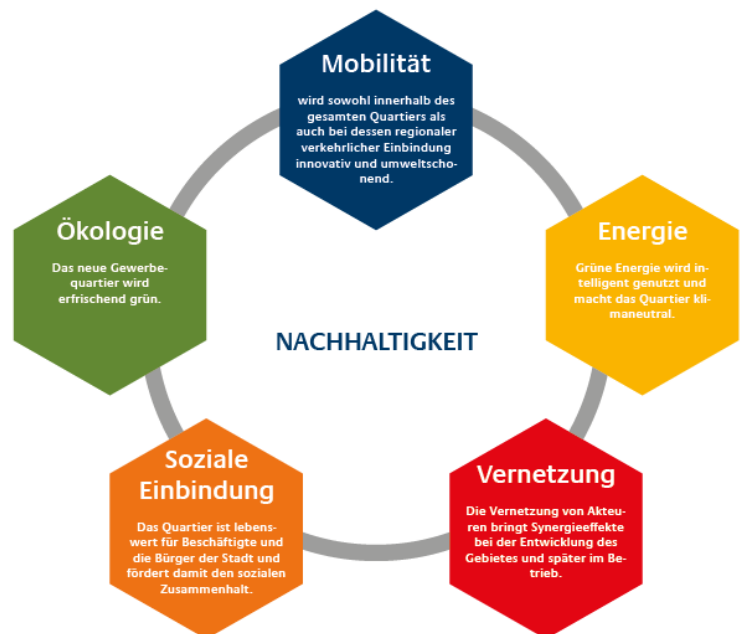 Mobilität
wird sowohl innerhalb des
gesamten Quartiers als
auch bei dessen regionaler
verkehrlicher Einbindung
innovativ und umweltscho-
nend.
Ökologie
Das neue Gewerbe-
quartier wird
erfrischend grün.
Energie
Grüne Energie wird in-
telligent genutzt und
macht das Quartier kli-
maneutral.
NACHHALTIGKEIT
Soziale
Einbindung
Das Quartier ist lebens-
wert für Beschäftigte und
die Bürger der Stadt und
fördert damit den sozialen
Zusammenhalt.
Vernetzung
Die Vernetzung von Akteu-
ren bringt Synergieeffekte
bei der Entwicklung des
Gebietes und später im Be-
trieb.